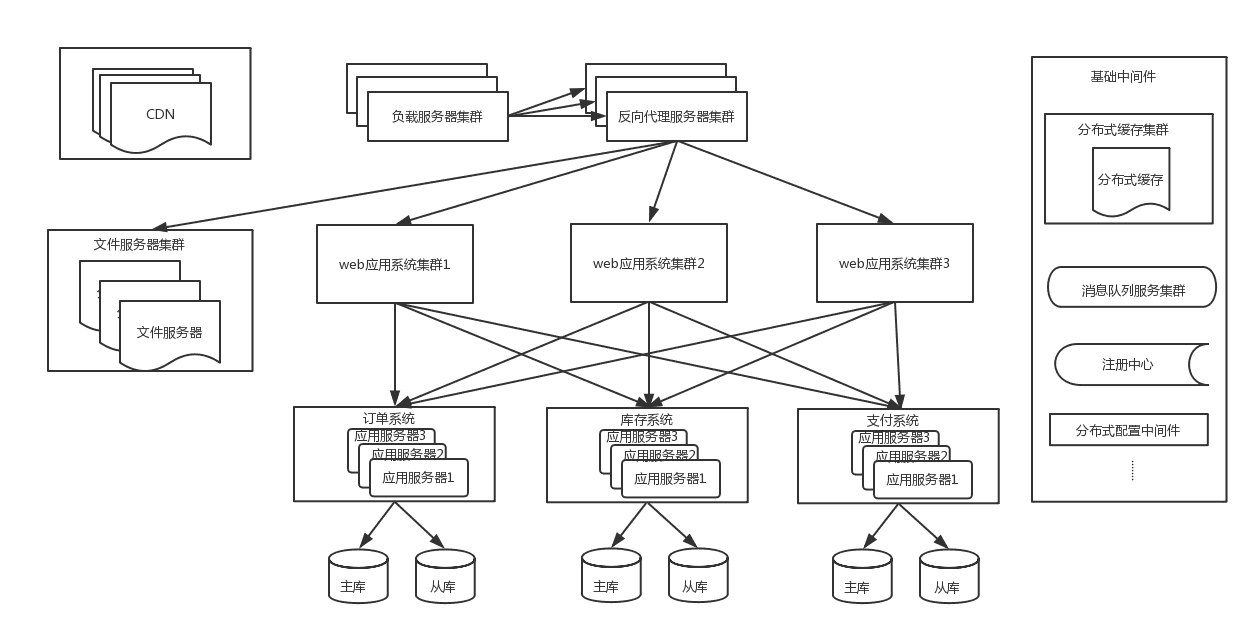 CDN
负载服务器集群
反向代理服务器集群
文件服务器集群
文件服务器
web应用系统集群1
web应用系统集群2
web应用系统集群3
订单系统
应用服务器3
应用服务器2
应用服务器1
库存系统
应用服务器3
应用服务器2
应用服务器1
支付系统
应用服务器3
应用服务器2
应用服务器1
主库
从库
主库
从库
主库
从库
基础中间件
分布式缓存集群
分布式缓存
消息队列服务集群
注册中心
分布式配置中间件
......